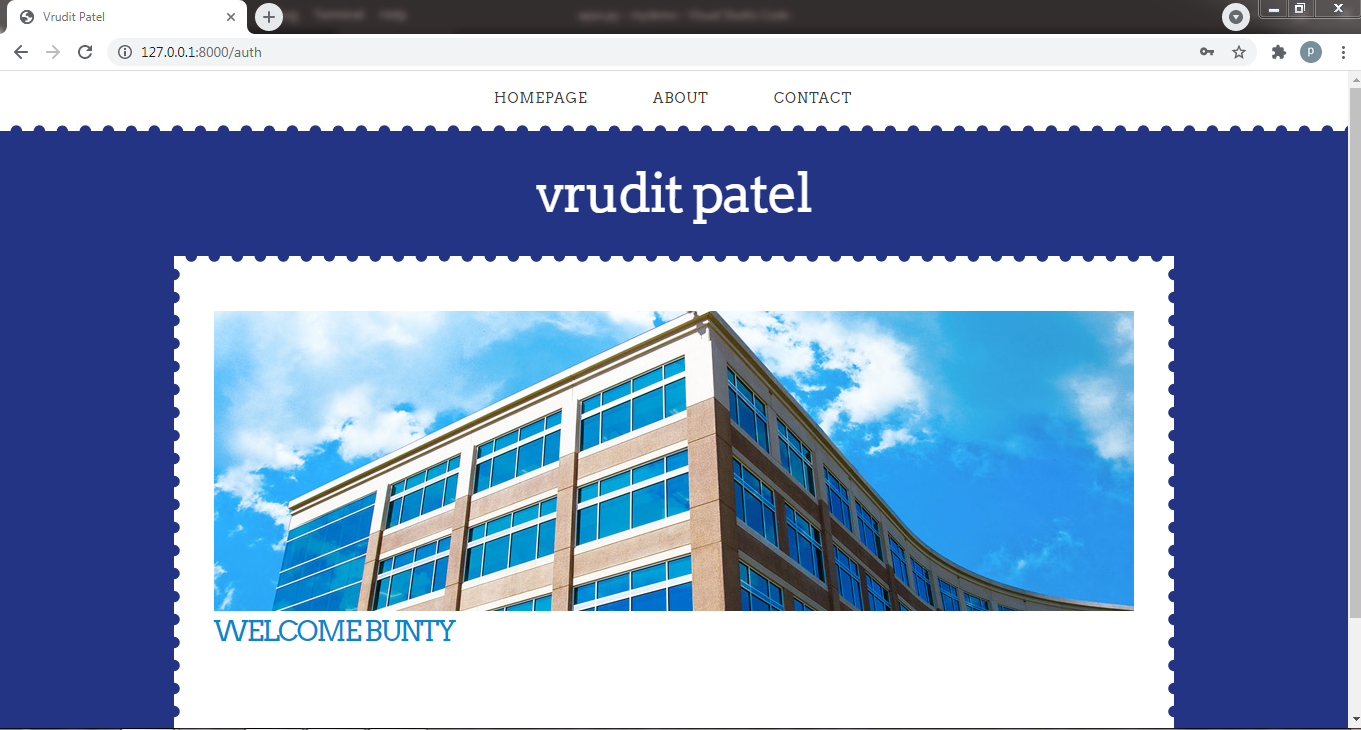 Vrudit Patel
127.0.0.1:8000/auth
P
HOMEPAGE ABOUT CONTACT
vrudit patel
WELCOME BUNTY